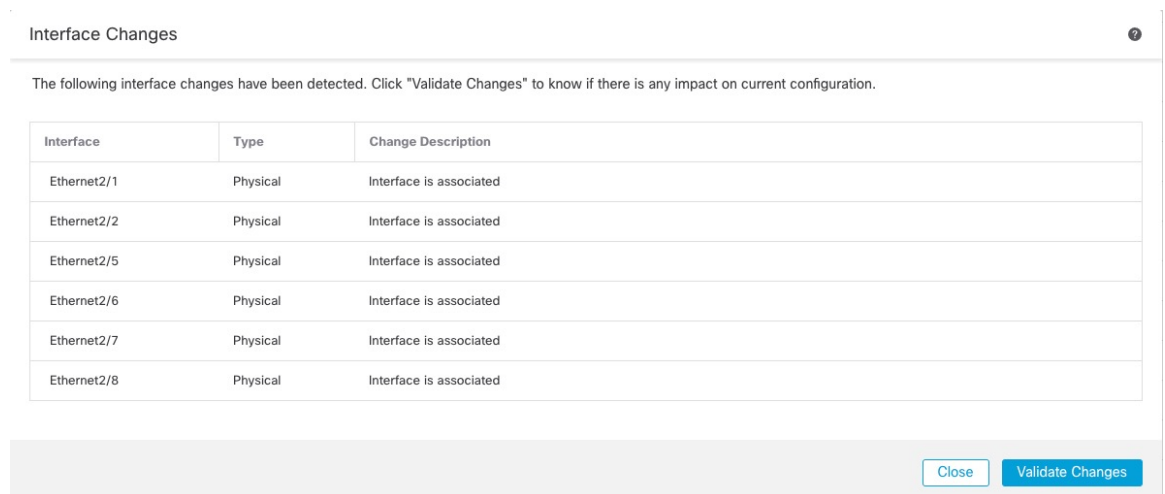 Interface Changes
?
The following interface changes have been detected. Click "Validate Changes" to know if there is any impact on current configuration.
Interface Type Change Description
Ethernet2/1 Physical Interface is associated
Ethernet2/2 Physical Interface is associated
Ethernet2/5 Physical Interface is associated
Ethernet2/6 Physical Interface is associated
Ethernet2/7 Physical Interface is associated
Ethernet2/8 Physical Interface is associated
Close Validate Changes